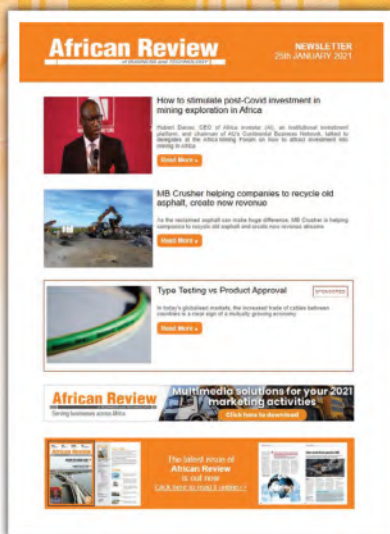 African Review
of BUSINESS and TECHNOLOGY
NEWSLETTER
25th JANUARY 2021
How to stimulate post-Covid investment in
mining exploration in Africa
Read More »
MB Crusher helping companies to recycle old
asphalt, create new revenue
As the reclaimed asphalt can make huge difference, MB Crusher is helping
companies to recycle old asphalt and create new revenue streams
Read More »
Type Testing vs Product Approval
SPONSORED
In today's globalised markets, the increased trade of cables between
countries is a clear sign of a mutually growing economy
Read More »
African Review
Serving businesses across Africa
Multimedia solutions for your 2021
marketing activities
Click here to download
The latest issue of
African Review
is out now
Click here to read it online>>